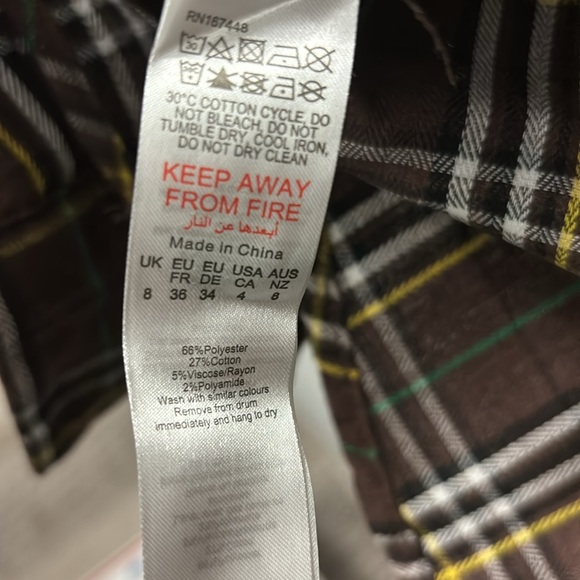 RN167448
30
30°C COTTON CYCLE, DO
NOT BLEACH, DO NOT
TUMBLE DRY, COOL IRON,
DO NOT DRY CLEAN
KEEP AWAY
FROM FIRE
أبعدها عن النار
Made in China
UK EU EU USA AUS
FR DE CA NZ
8 36 34 4 8
66%Polyester
27%Cotton
5%Viscose/Rayon
2%Polyamide
Wash with similar colours
Remove from drum
immediately and hang to dry